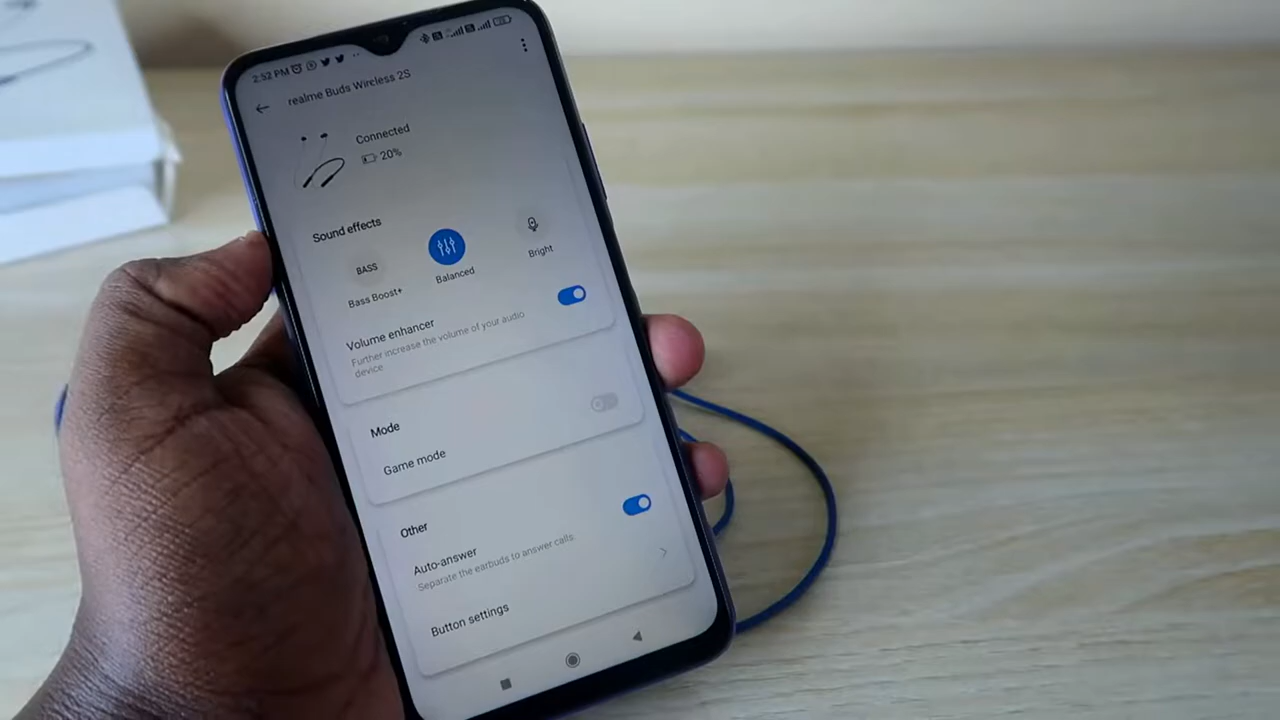 2:52 PM
realme Buds Wireless 2S
Connected
20%
Sound effects
BASS
Bass Boost+
Balanced
Bright
Volume enhancer
Further increase the volume of your audio
device
Mode
Game mode
Other
Auto-answer
Separate the earbuds to answer calls
Button settings